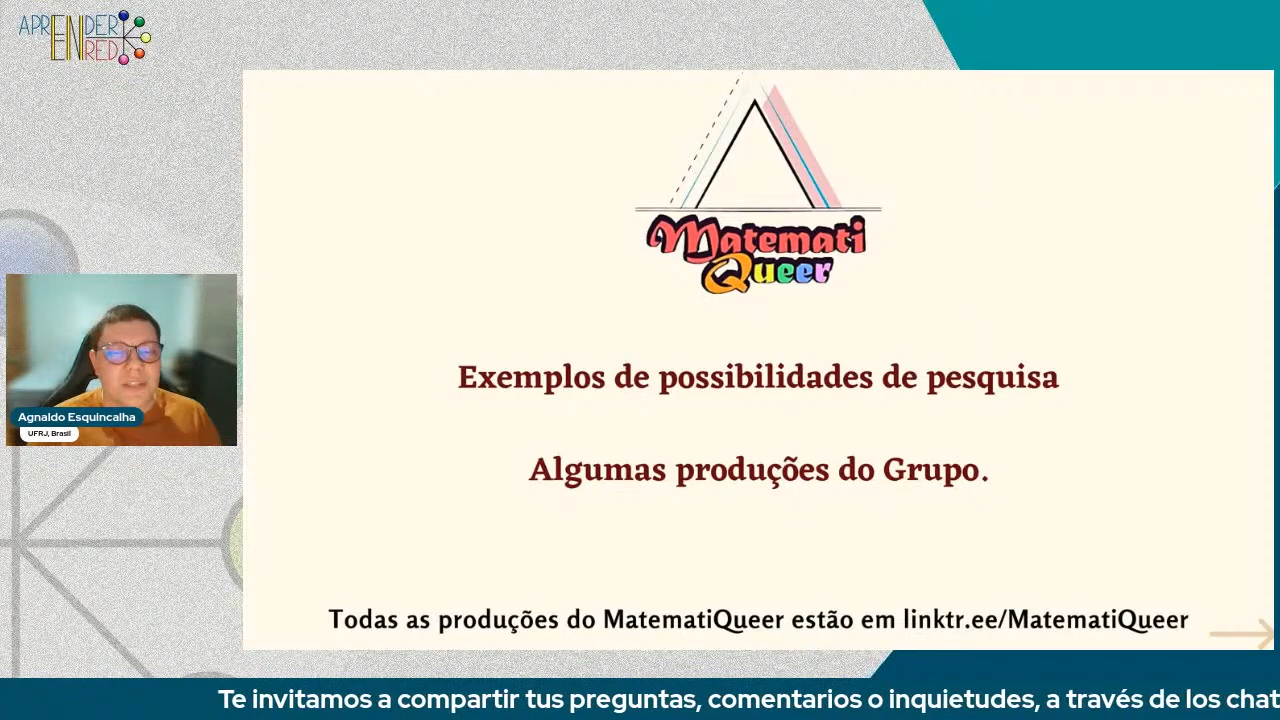 APRENDER
EN RED
Matemati
Queer
Exemplos de possibilidades de pesquisa
Algumas produções do Grupo.
Todas as produções do MatematiQueer estão em linktr.ee/MatematiQueer
Agnaldo Esquincalha
UFRJ, Brasil
Te invitamos a compartir tus preguntas, comentarios o inquietudes, a través de los chat